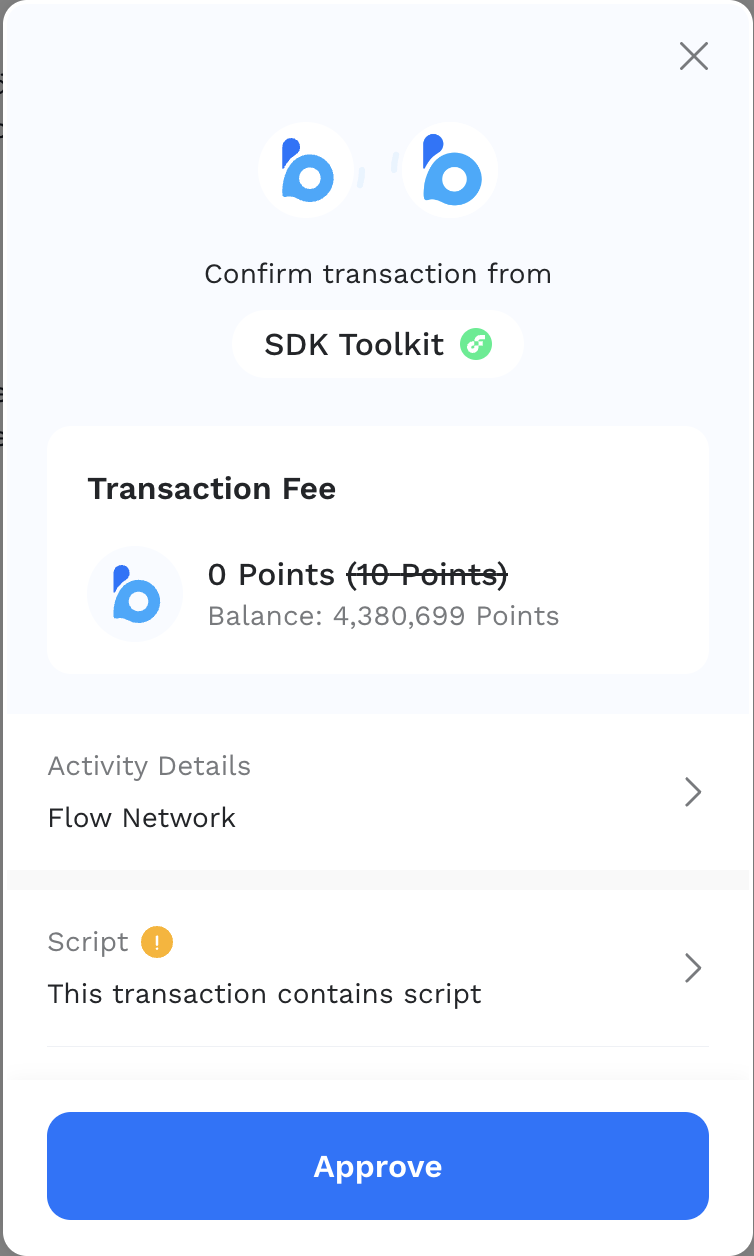 Confirm transaction from
SDK Toolkit
Transaction Fee
0 Points (10 Points)
Balance: 4,380,699 Points
Activity Details
Flow Network
Script !
This transaction contains script
Approve